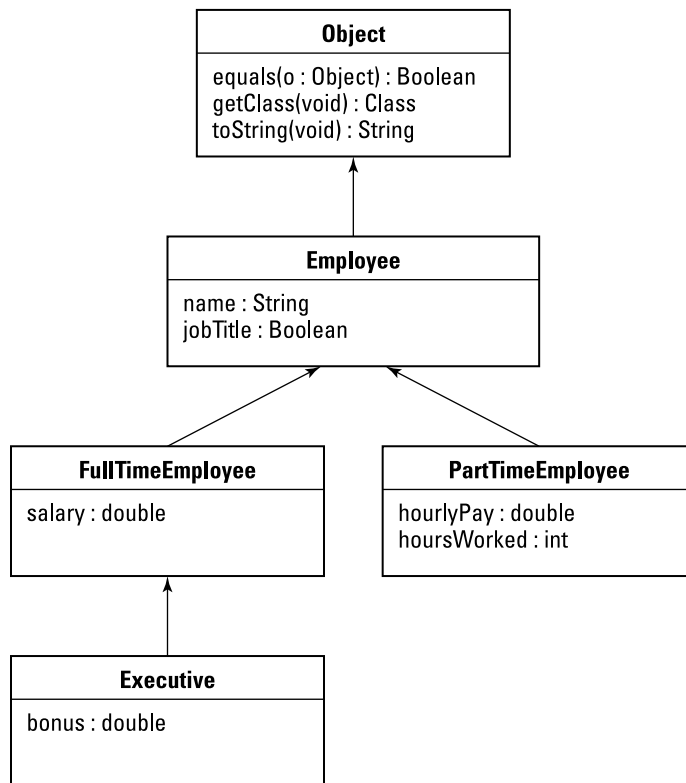 Object
equals(o : Object) : Boolean
getClass(void) : Class
toString(void) : String
Employee
name : String
jobTitle : Boolean
FullTimeEmployee
salary : double
PartTimeEmployee
hourlyPay : double
hoursWorked : int
Executive
bonus : double